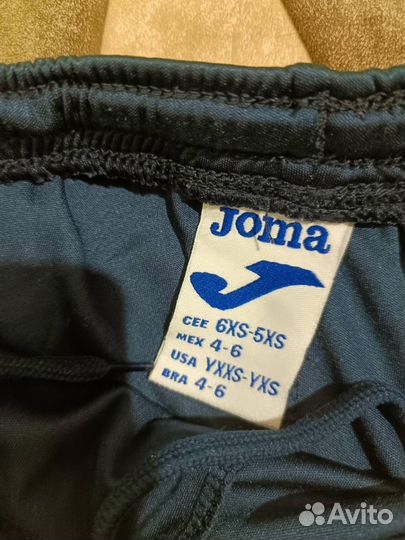 Joma
CEE 6XS-5XS
MEX 4-6
USA YXXS-YXS
BRA 4-6
Avito